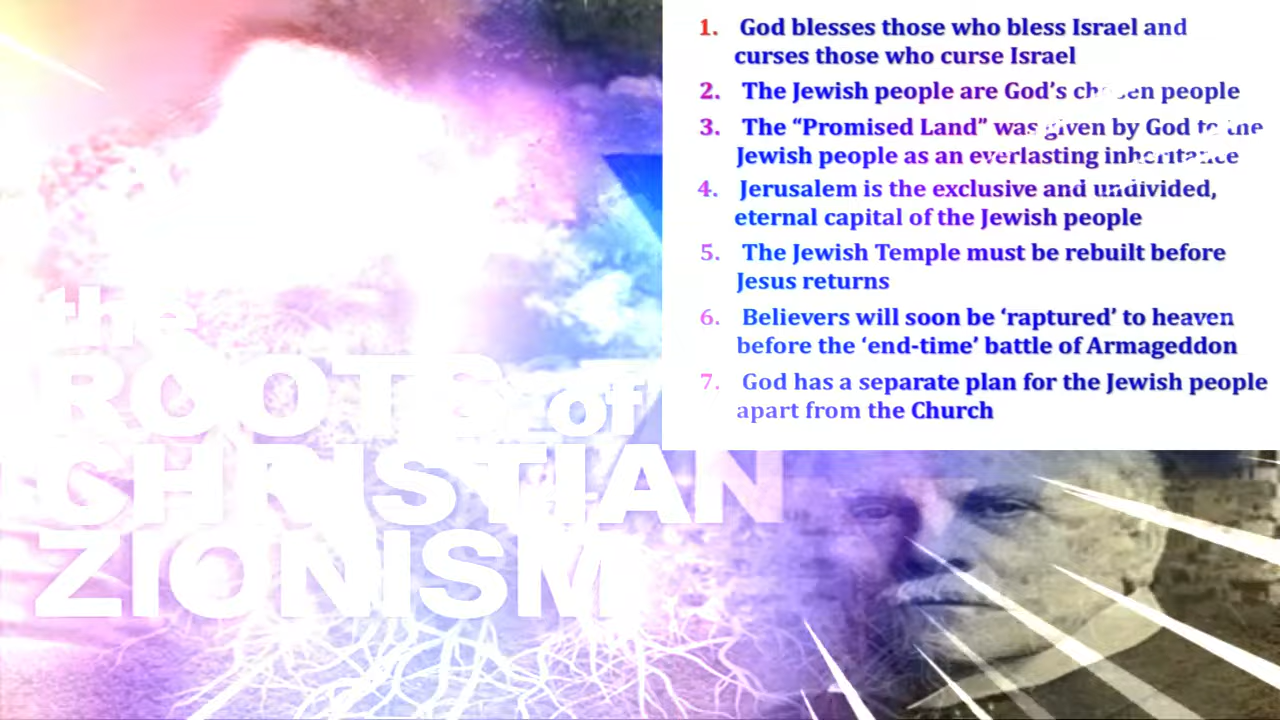 1. God blesses those who bless Israel and
curses those who curse Israel
2. The Jewish people are God's chosen people
3. The “Promised Land” was given by God to the
Jewish people as an everlasting inheritance
4. Jerusalem is the exclusive and undivided,
eternal capital of the Jewish people
5. The Jewish Temple must be rebuilt before
Jesus returns
6. Believers will soon be ‘raptured’ to heaven
before the ‘end-time’ battle of Armageddon
7. God has a separate plan for the Jewish people
apart from the Church
the
ROOTS of
CHRISTIAN
ZIONISM